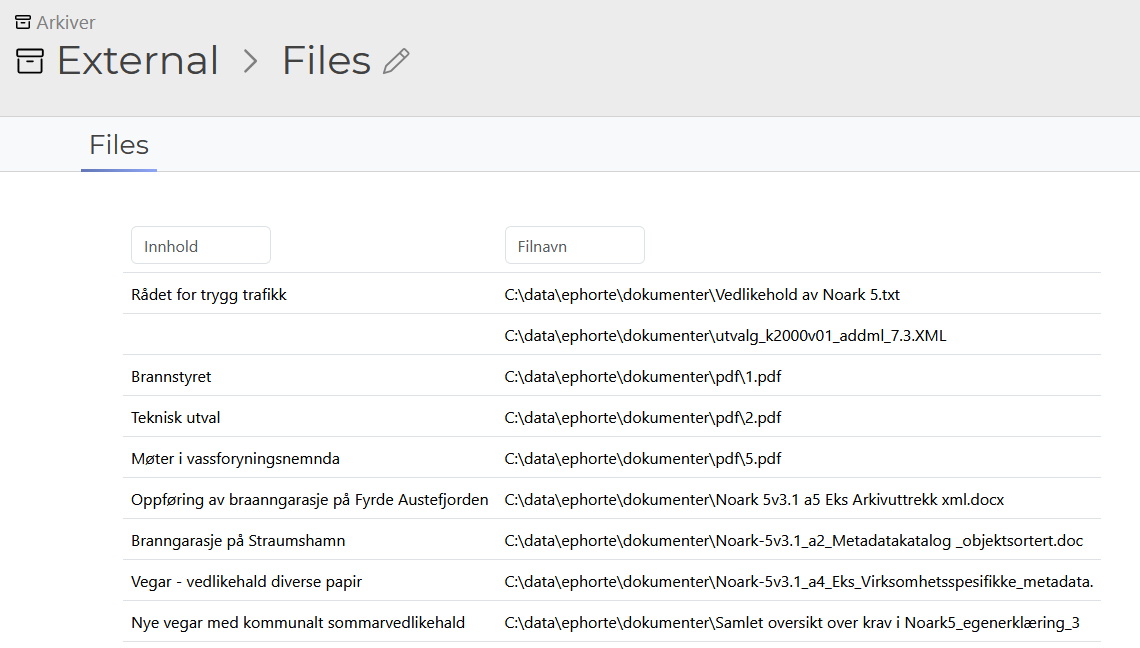 Arkiver
External > Files
Files
Innhold Filnavn
Rådet for trygg trafikk C:\data\ephorte\dokumenter\Vedlikehold av Noark 5.txt
C:\data\ephorte\dokumenter\utvalg_k2000v01_addml_7.3.XML
Brannstyret C:\data\ephorte\dokumenter\pdf\1.pdf
Teknisk utval C:\data\ephorte\dokumenter\pdf\2.pdf
Møter i vassforyningsnemnda C:\data\ephorte\dokumenter\pdf\5.pdf
Oppføring av braanngarasje på Fyrde Austefjorden C:\data\ephorte\dokumenter\Noark 5v3.1 a5 Eks Arkivuttrekk xml.docx
Branngarasje på Straumshamn C:\data\ephorte\dokumenter\Noark-5v3.1_a2_Metadatakatalog _objektsortert.doc
Vegar - vedlikehald diverse papir C:\data\ephorte\dokumenter\Noark-5v3.1_a4_Eks_Virksomhetsspesifikke_metadata.
Nye vegar med kommunalt sommarvedlikehald C:\data\ephorte\dokumenter\Samlet oversikt over krav i Noark5_egenerklæring_3